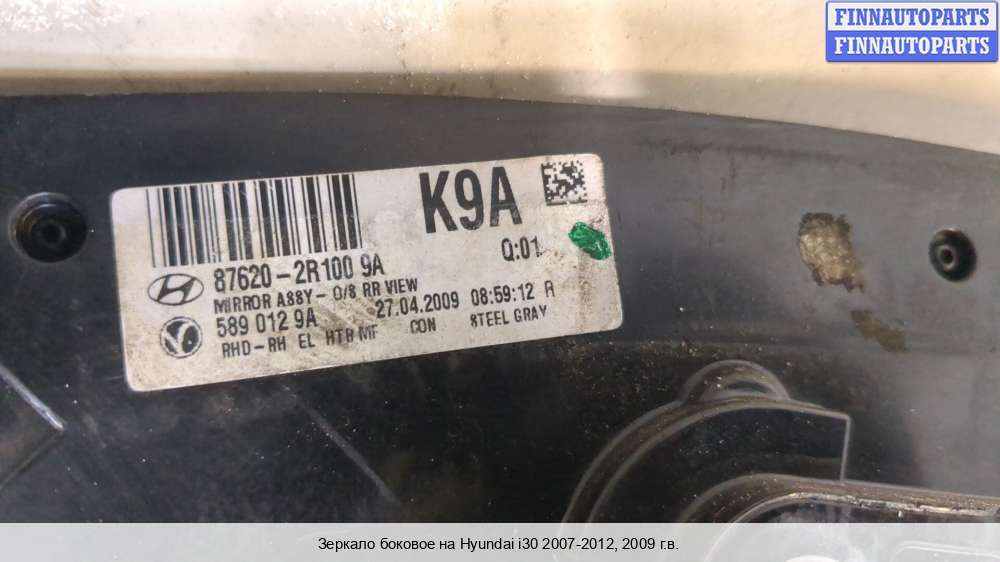 FINNAUTOPARTS
FINNAUTOPARTS
K9A
Q:01
87620-2R100 9A
MIRROR ASSY- O/S RR VIEW
589 012 9A
27.04.2009 08:59:12 A
RHD-RH EL HTB MF CON STEEL GRAY
Зеркало боковое на Hyundai i30 2007-2012, 2009 г.в.